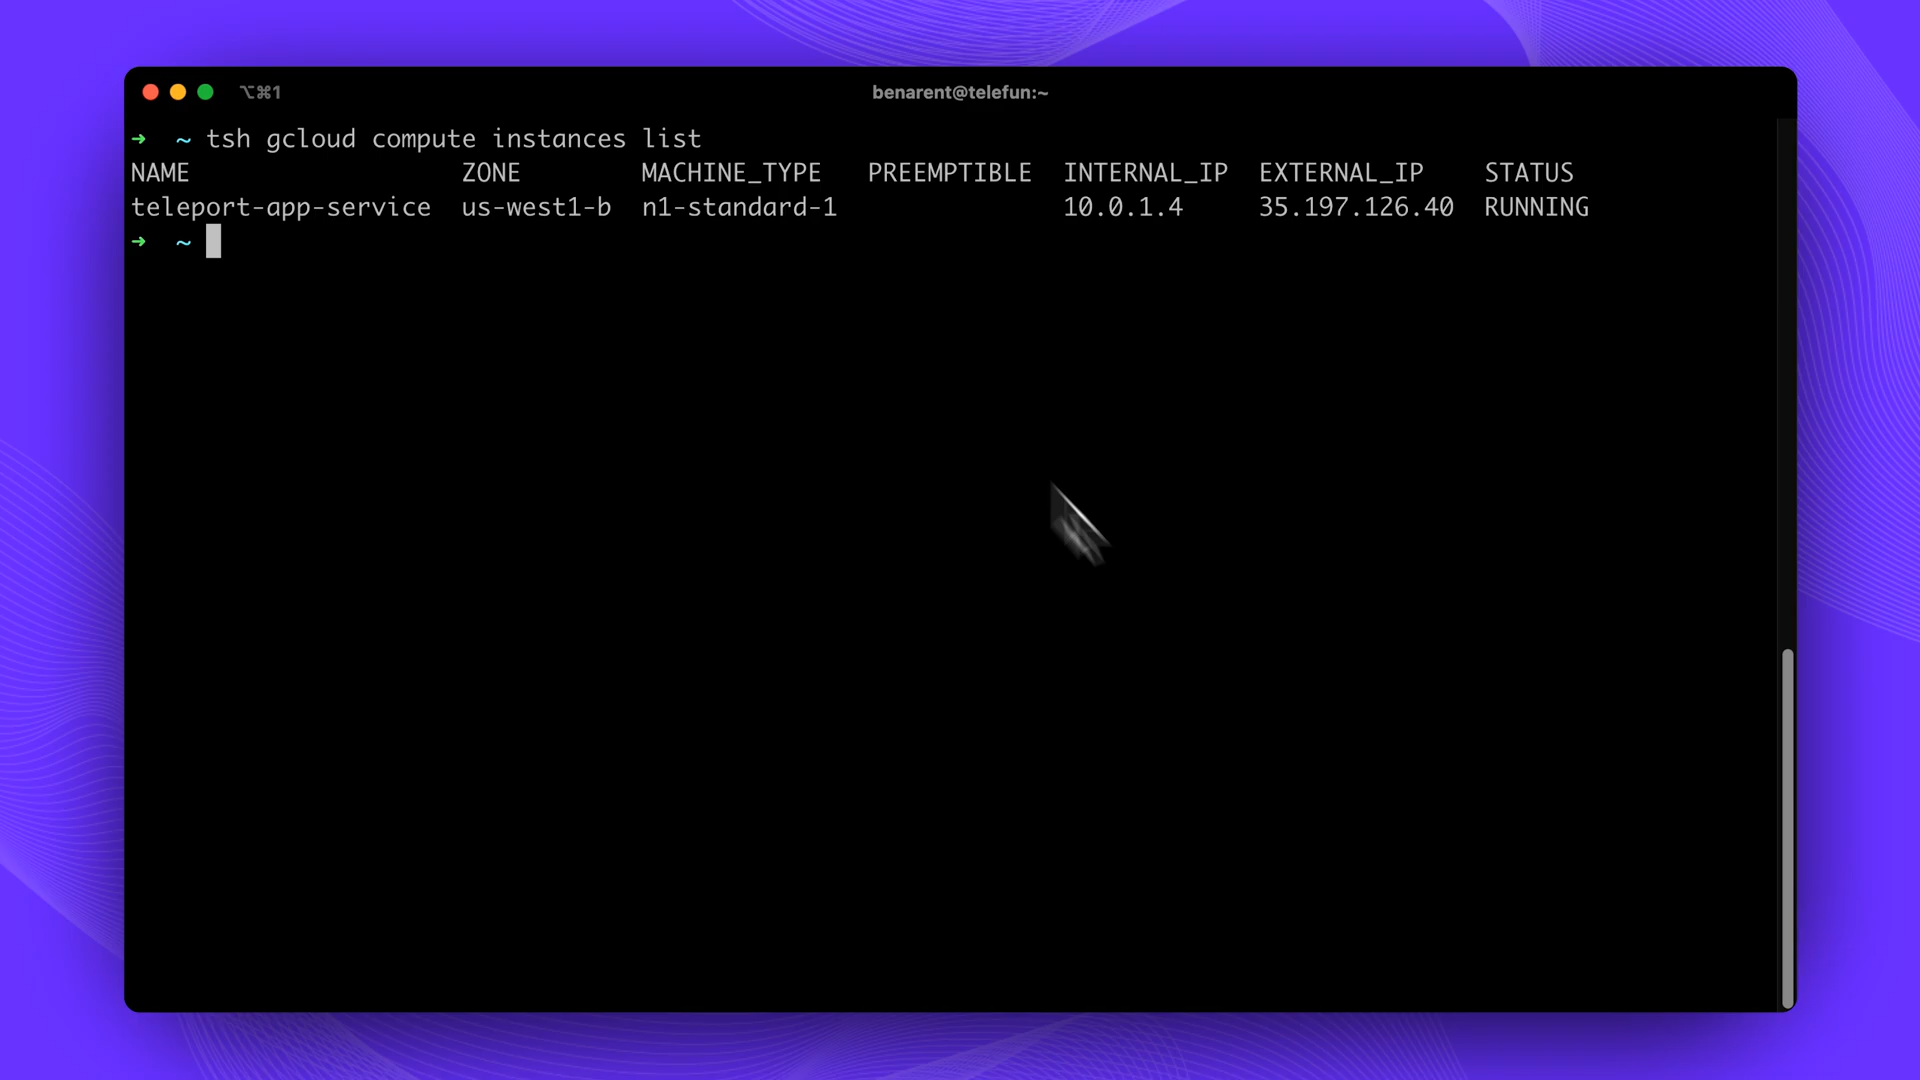 ⌥⌘1
benarent@telefun:~
➜ ~ tsh gcloud compute instances list
NAME ZONE MACHINE_TYPE PREEMPTIBLE INTERNAL_IP EXTERNAL_IP STATUS
teleport-app-service us-west1-b n1-standard-1 10.0.1.4 35.197.126.40 RUNNING
➜ ~